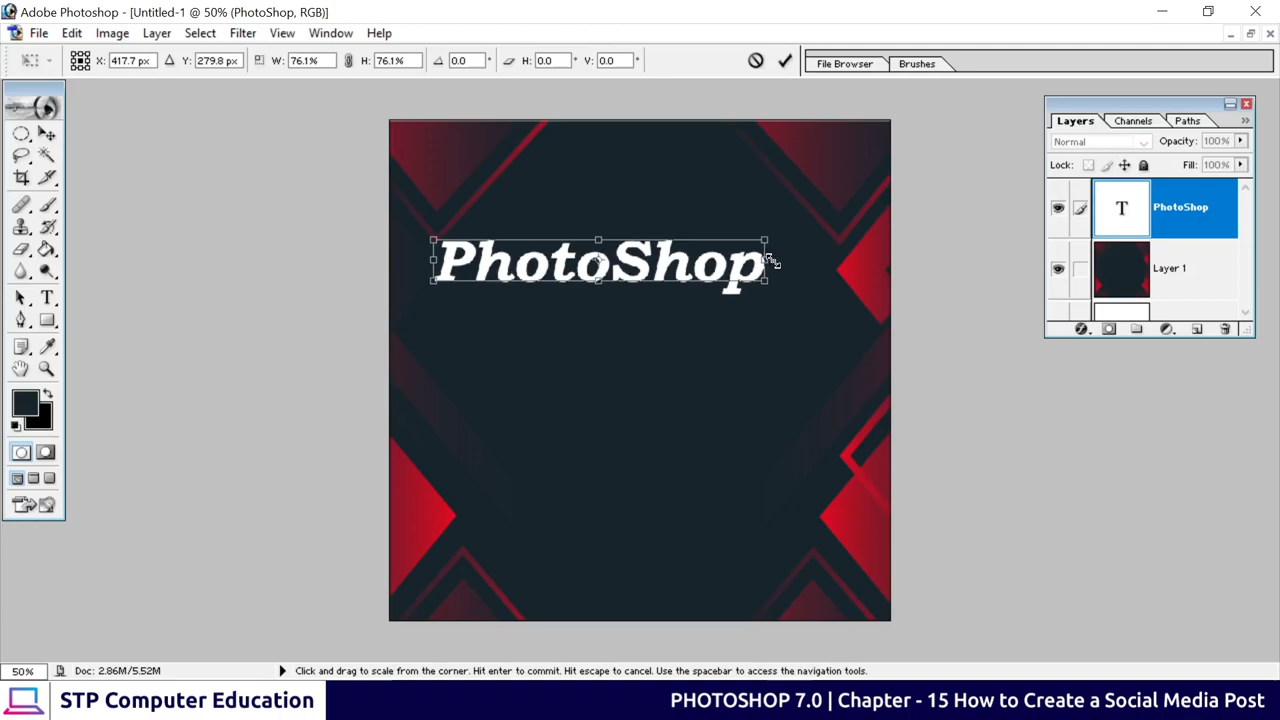 Adobe Photoshop - [Untitled-1 @ 50% (PhotoShop, RGB)]
File Edit Image Layer Select Filter View Window Help
X: 417.7 px Y: 279.8 px W: 76.1% H: 76.1% 0.0 ° H: 0.0 ° V: 0.0 ° File Browser Brushes
Layers Channels Paths
Normal Opacity: 100%
Lock: Fill: 100%
T PhotoShop
Layer 1
PhotoShop
50% Doc: 2.86M/5.52M Click and drag to scale from the corner. Hit enter to commit. Hit escape to cancel. Use the spacebar to access the navigation tools.
STP Computer Education PHOTOSHOP 7.0 | Chapter - 15 How to Create a Social Media Post